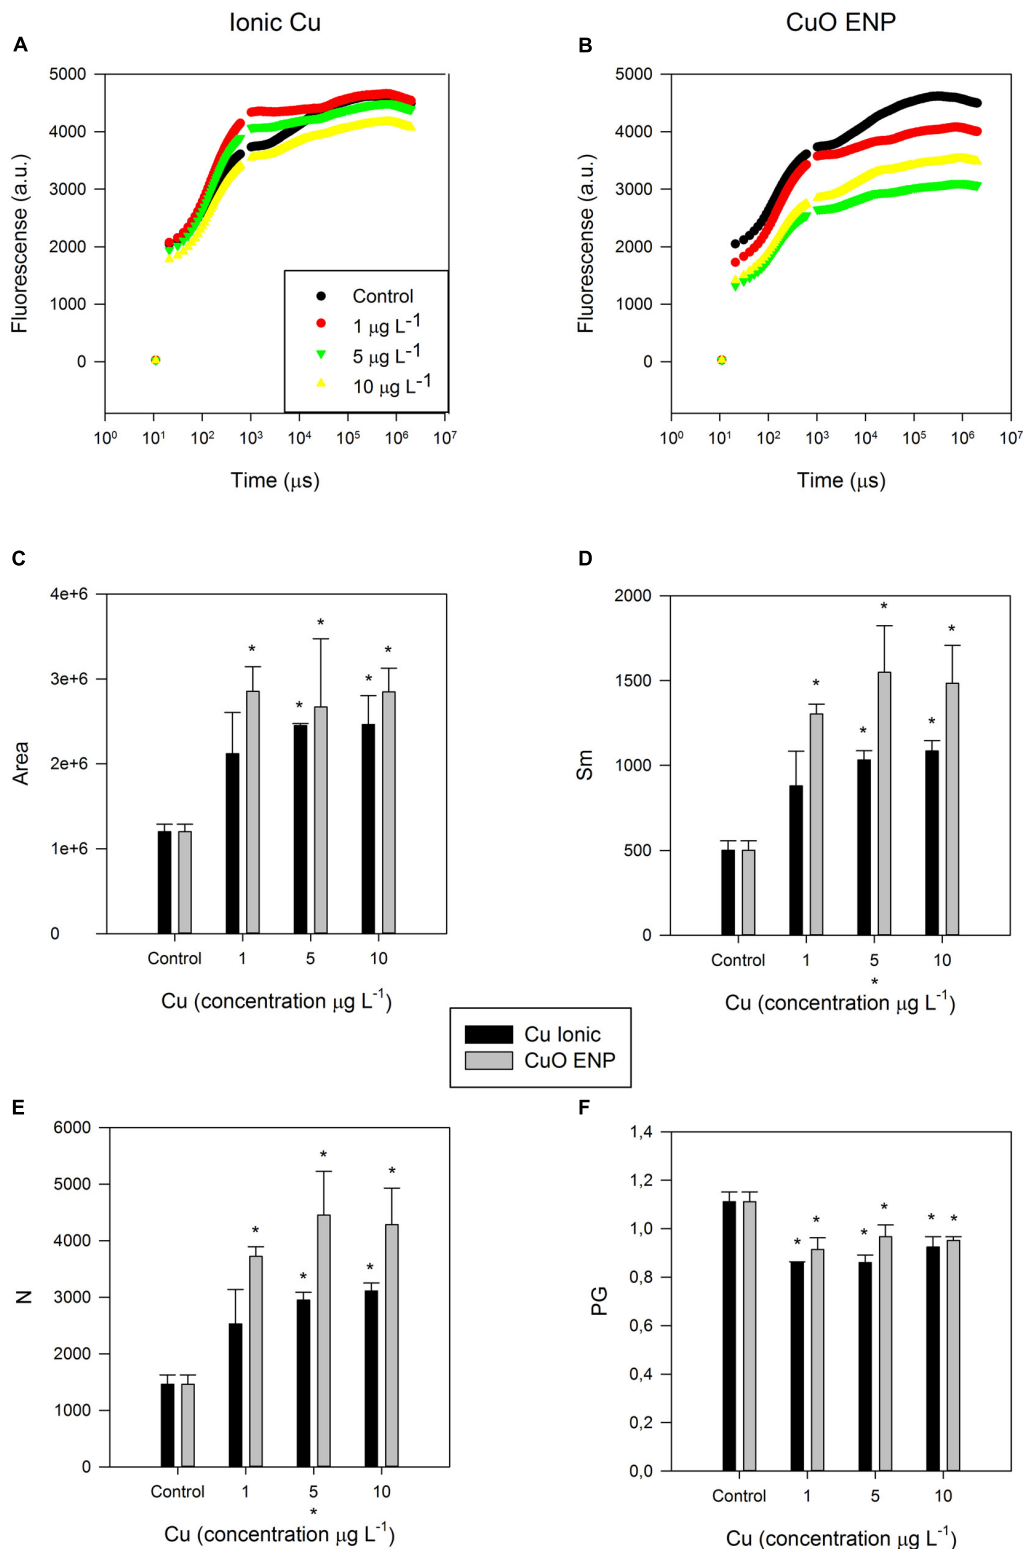 Ionic Cu
CuO ENP
A
B
5000
4000
3000
2000
1000
0
Fluorescense (a.u.)
Control
1 μg L⁻¹
5 μg L⁻¹
10 μg L⁻¹
10⁰ 10¹ 10² 10³ 10⁴ 10⁵ 10⁶ 10⁷
Time (μs)
5000
4000
3000
2000
1000
0
Fluorescense (a.u.)
10⁰ 10¹ 10² 10³ 10⁴ 10⁵ 10⁶ 10⁷
Time (μs)
C
4e+6
3e+6
2e+6
1e+6
0
Area
* * * * *
Control 1 5 10
Cu (concentration μg L⁻¹)
D
2000
1500
1000
500
0
Sm
* * * * *
Control 1 5 10
*
Cu (concentration μg L⁻¹)
Cu Ionic
CuO ENP
E
6000
5000
4000
3000
2000
1000
0
N
* * * * *
Control 1 5 10
*
Cu (concentration μg L⁻¹)
F
1,4
1,2
1,0
0,8
0,6
0,4
0,2
0,0
PG
* * * * * *
Control 1 5 10
Cu (concentration μg L⁻¹)